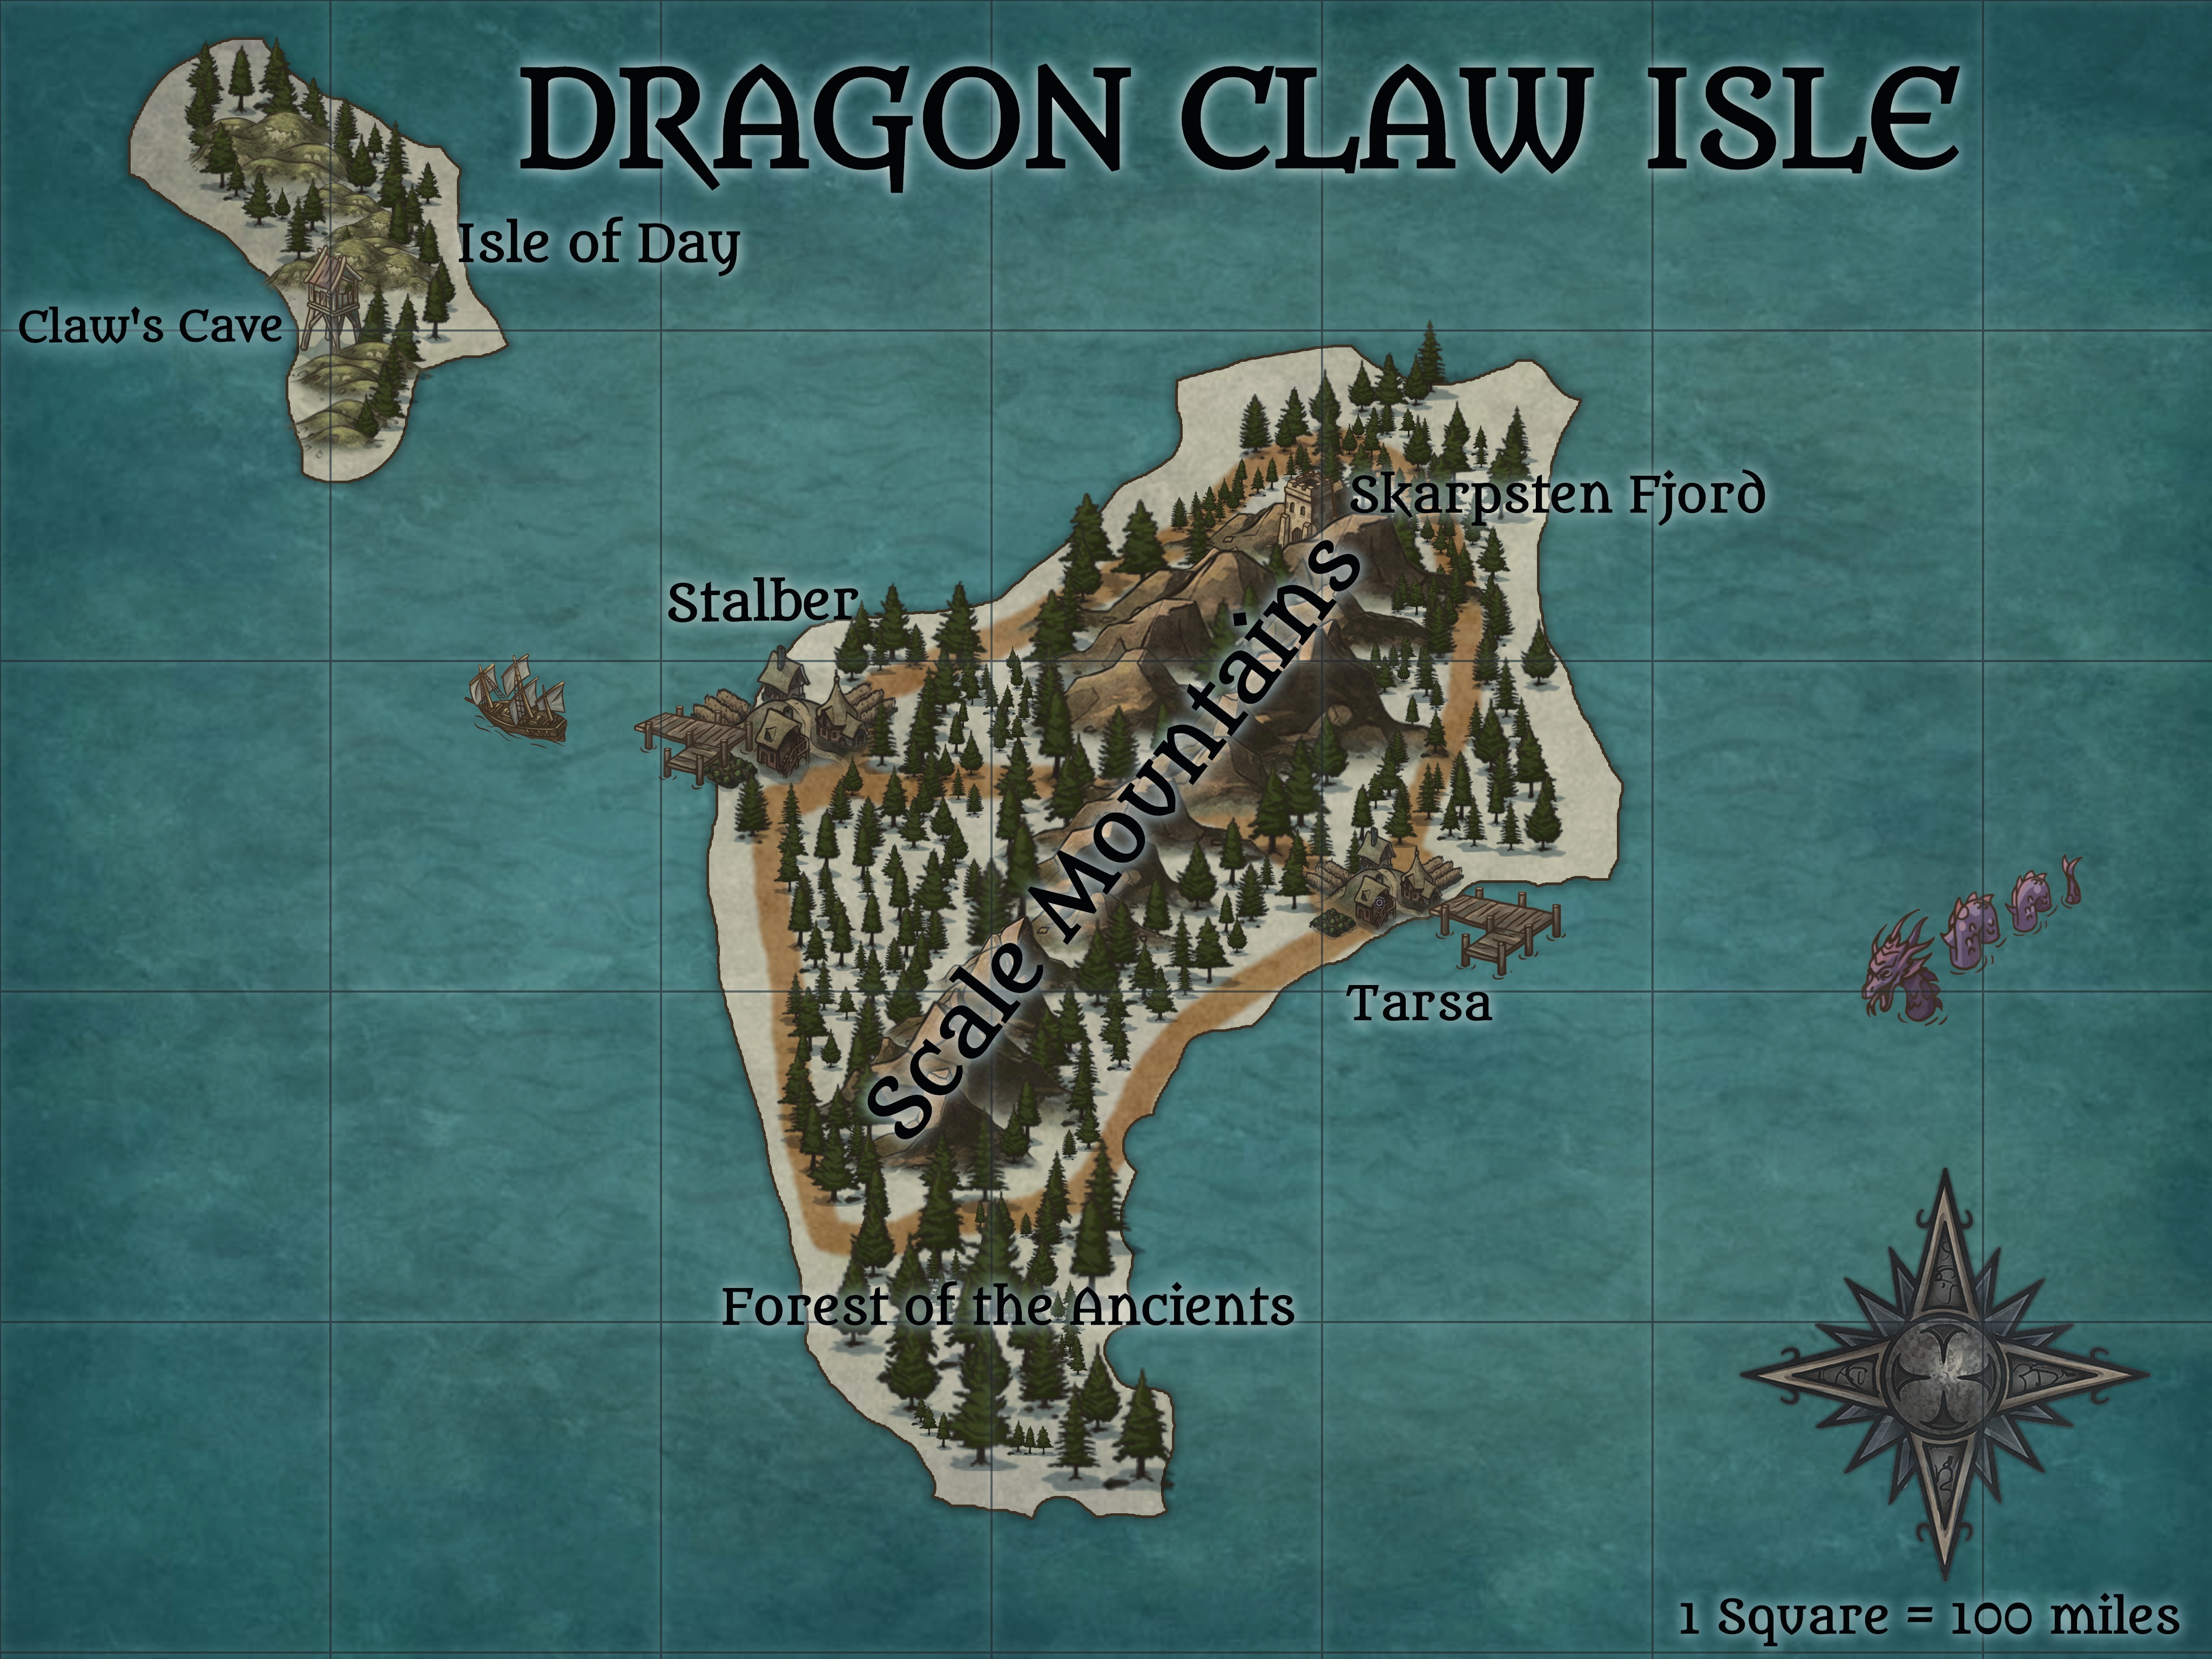 DRAGON CLAW ISLE
Isle of Day
Claw's Cave
Skarpsten Fjord
Stalber
Scale Mountains
Tarsa
Forest of the Ancients
1 Square = 100 miles